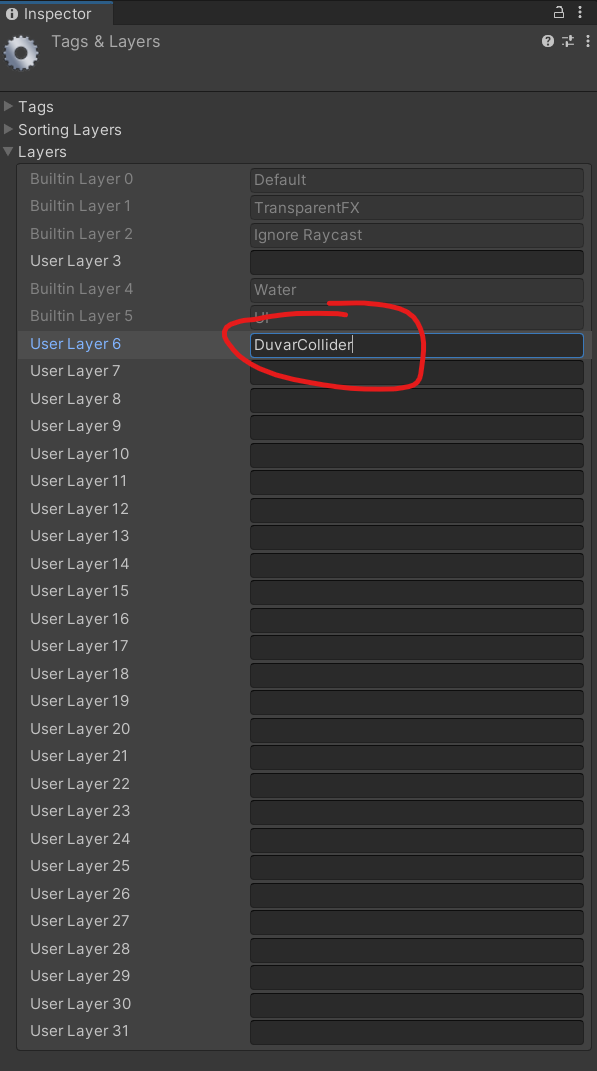 Inspector
Tags & Layers
Tags
Sorting Layers
Layers
Builtin Layer 0 Default
Builtin Layer 1 TransparentFX
Builtin Layer 2 Ignore Raycast
User Layer 3
Builtin Layer 4 Water
Builtin Layer 5 UI
User Layer 6 DuvarCollider
User Layer 7
User Layer 8
User Layer 9
User Layer 10
User Layer 11
User Layer 12
User Layer 13
User Layer 14
User Layer 15
User Layer 16
User Layer 17
User Layer 18
User Layer 19
User Layer 20
User Layer 21
User Layer 22
User Layer 23
User Layer 24
User Layer 25
User Layer 26
User Layer 27
User Layer 28
User Layer 29
User Layer 30
User Layer 31